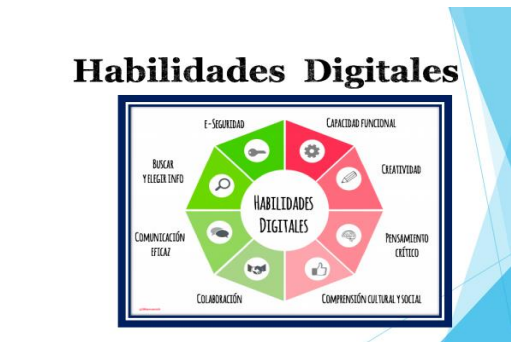 Habilidades Digitales
e-Seguridad
Capacidad funcional
Buscar
y elegir info
Creatividad
Habilidades
Digitales
Comunicación
eficaz
Pensamiento
crítico
Colaboración
Comprensión cultural y social